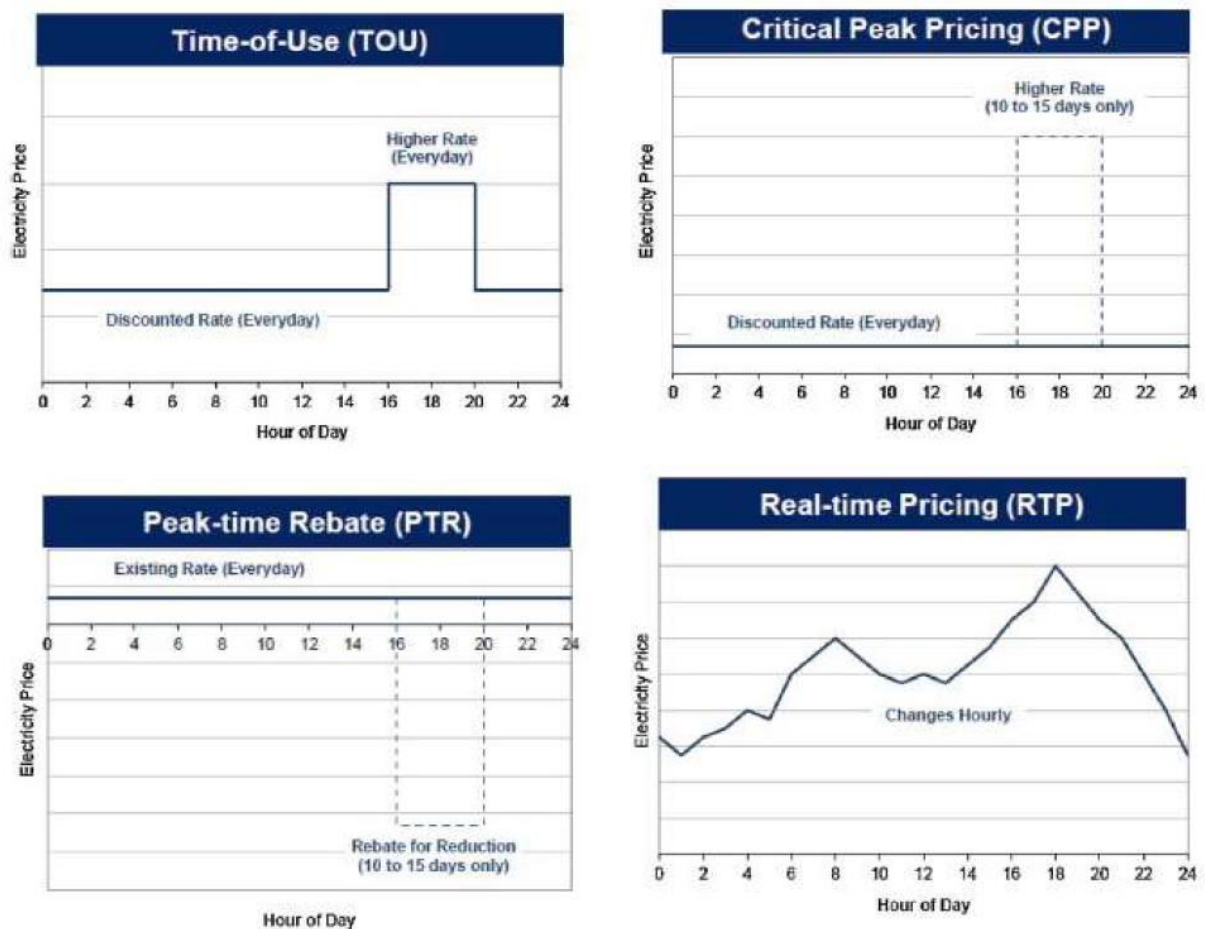 Time-of-Use (TOU)
Electricity Price
Higher Rate
(Everyday)
Discounted Rate (Everyday)
0 2 4 6 8 10 12 14 16 18 20 22 24
Hour of Day
Critical Peak Pricing (CPP)
Electricity Price
Higher Rate
(10 to 15 days only)
Discounted Rate (Everyday)
0 2 4 6 8 10 12 14 16 18 20 22 24
Hour of Day
Peak-time Rebate (PTR)
Existing Rate (Everyday)
0 2 4 6 8 10 12 14 16 18 20 22 24
Electricity Price
Rebate for Reduction
(10 to 15 days only)
Hour of Day
Real-time Pricing (RTP)
Electricity Price
Changes Hourly
0 2 4 6 8 10 12 14 16 18 20 22 24
Hour of Day